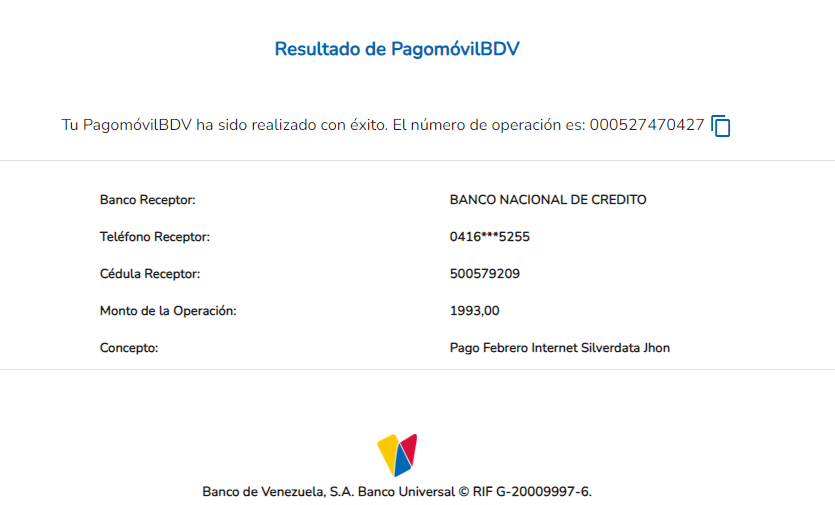 Resultado de PagomóvilBDV
Tu PagomóvilBDV ha sido realizado con éxito. El número de operación es: 000527470427
Banco Receptor: BANCO NACIONAL DE CREDITO
Teléfono Receptor: 0416***5255
Cédula Receptor: 500579209
Monto de la Operación: 1993,00
Concepto: Pago Febrero Internet Silverdata Jhon
Banco de Venezuela, S.A. Banco Universal © RIF G-20009997-6.